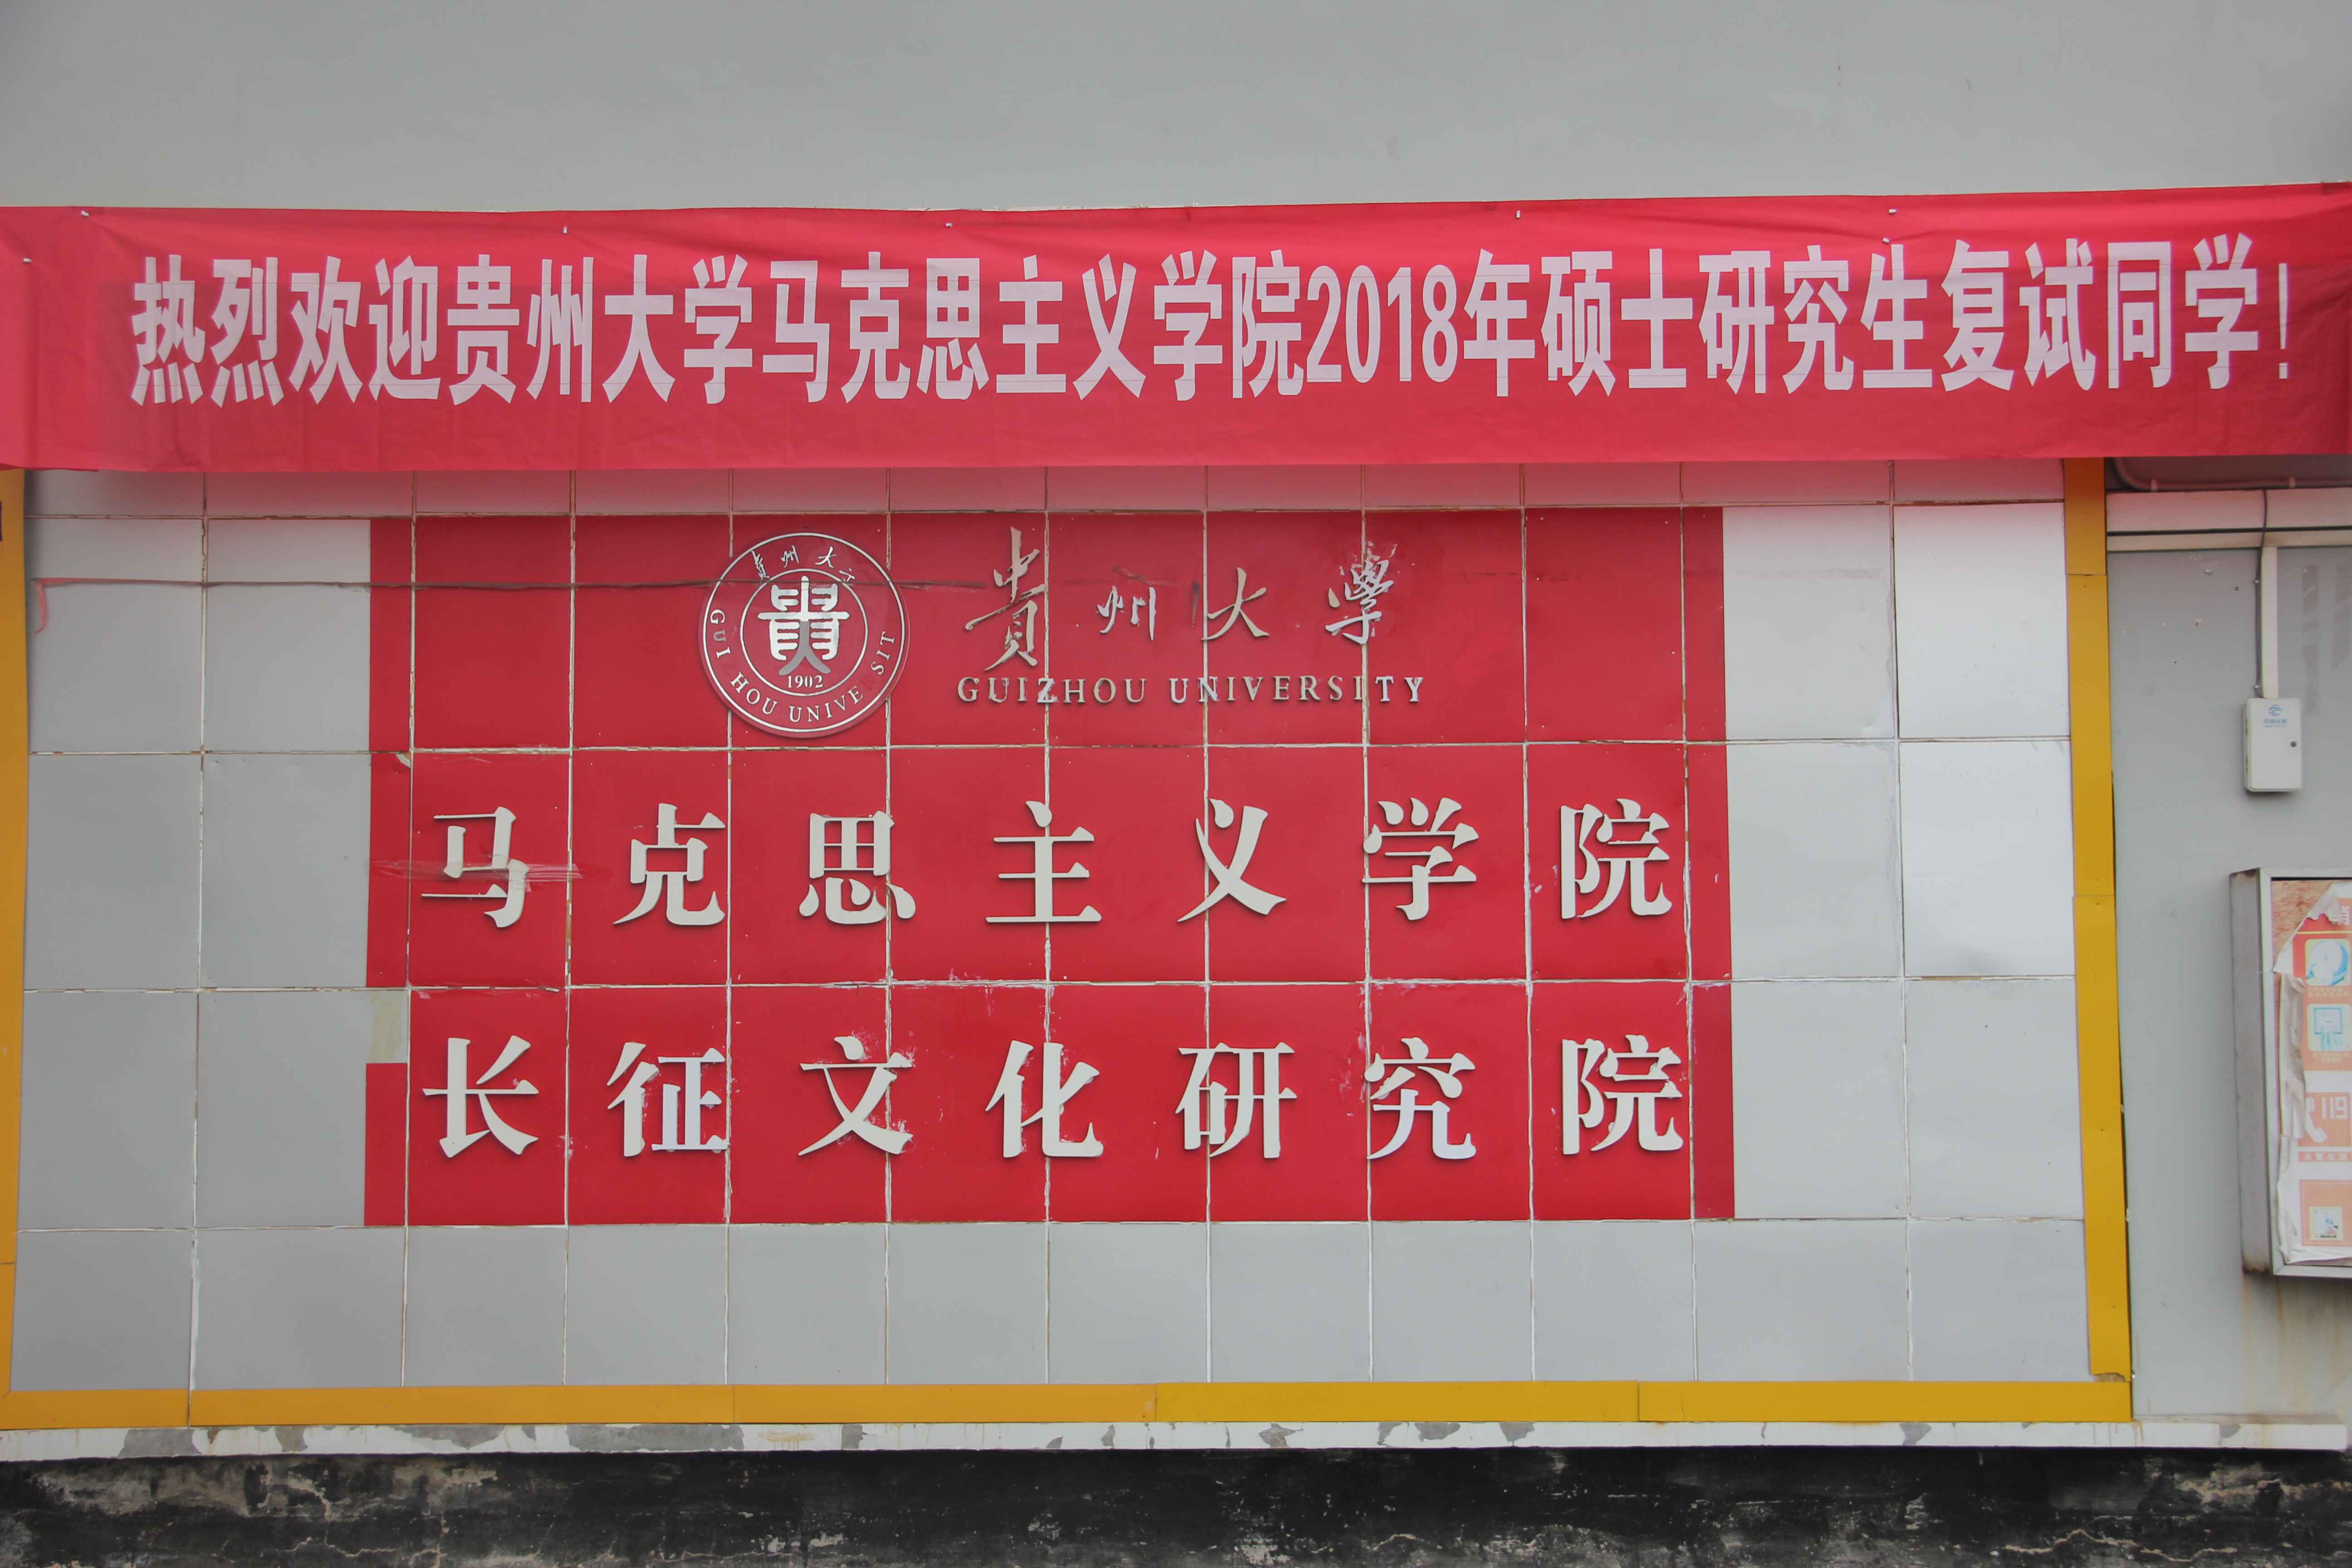 热烈欢迎贵州大学马克思主义学院2018年硕士研究生复试同学！
贵州大
貴
1902
GUI HOU UNIVE SIT
貴州大學
GUIZHOU UNIVERSITY
马克思主义学院
长征文化研究院
119